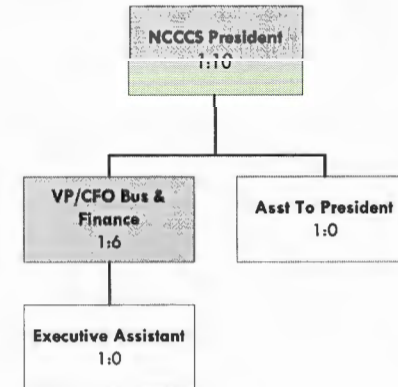 NCCCS President
1:10
VP/CFO Bus &
Finance
1:6
Asst To President
1:0
Executive Assistant
1:0